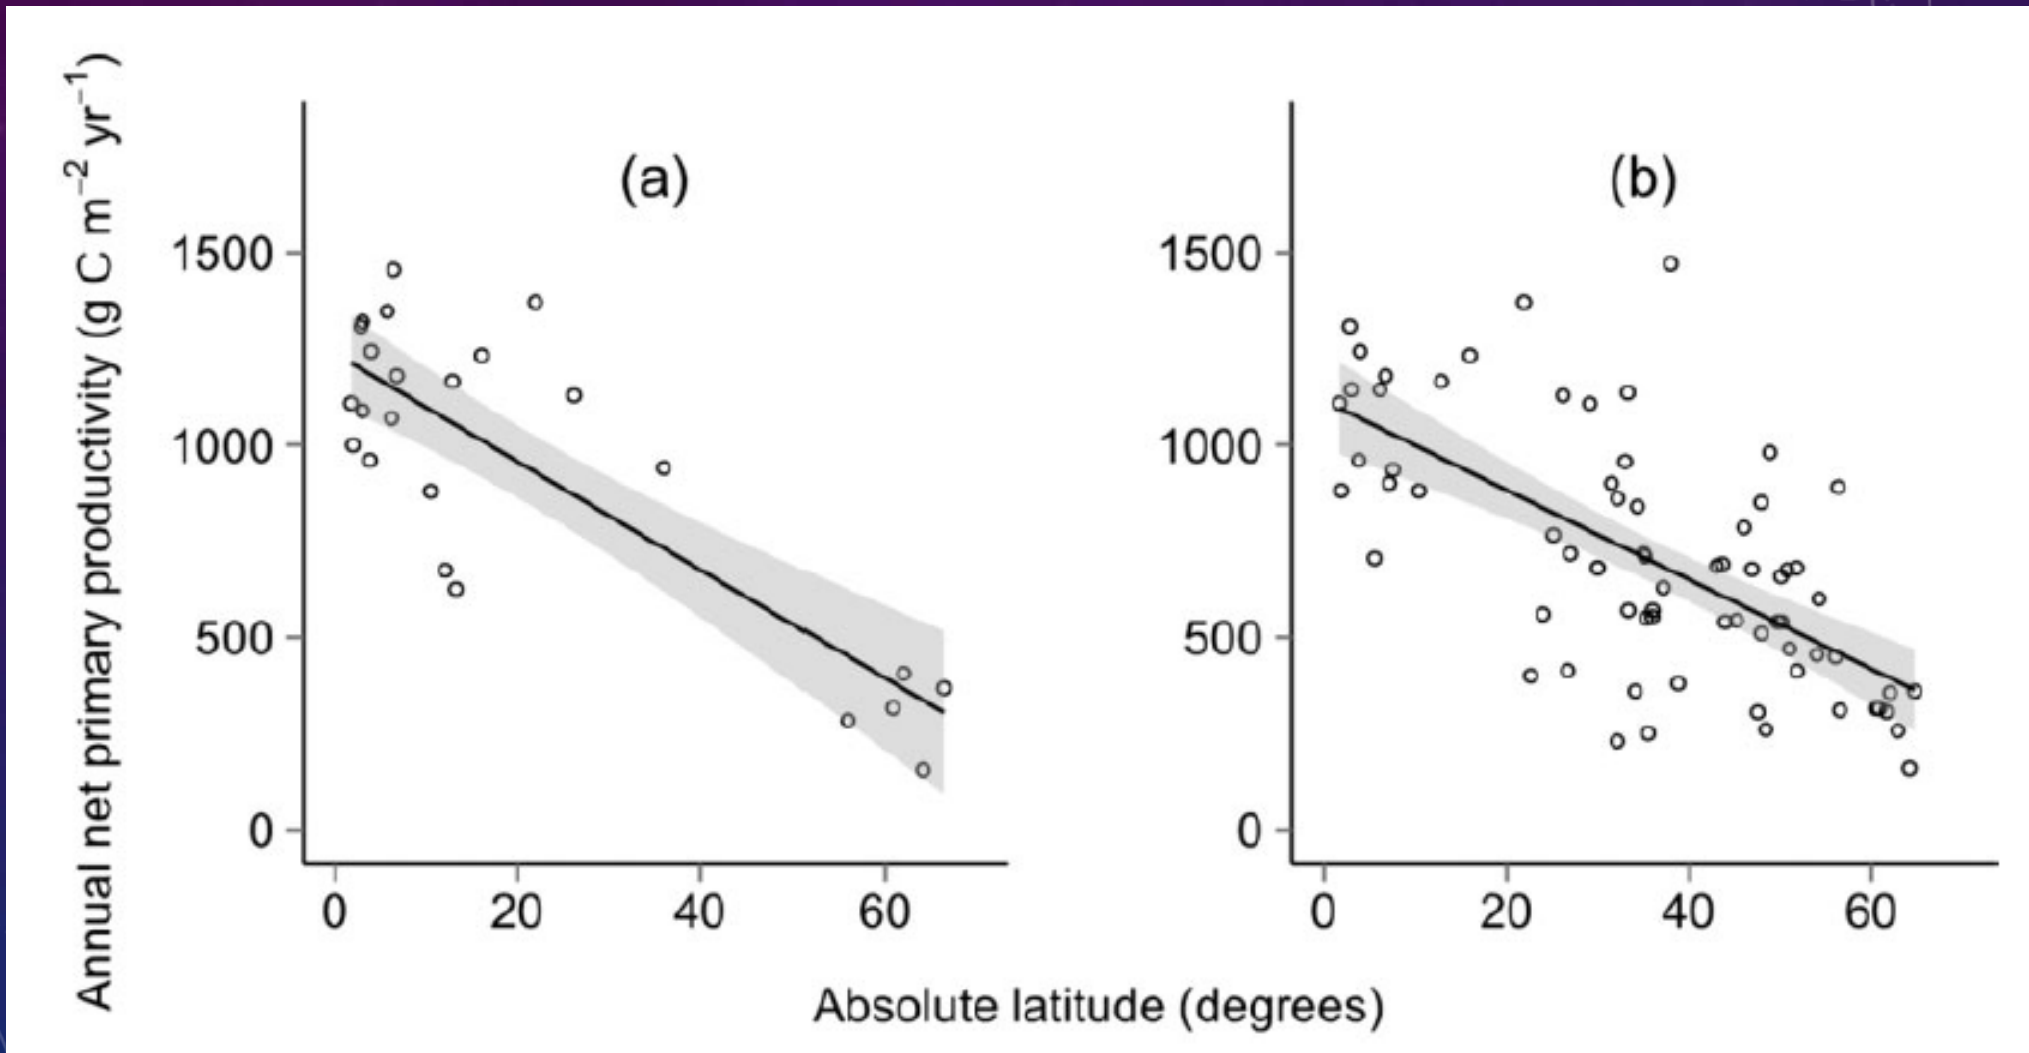 Annual net primary productivity (g C m⁻² yr⁻¹)
(a)
1500
1000
500
0
0 20 40 60
(b)
1500
1000
500
0
0 20 40 60
Absolute latitude (degrees)